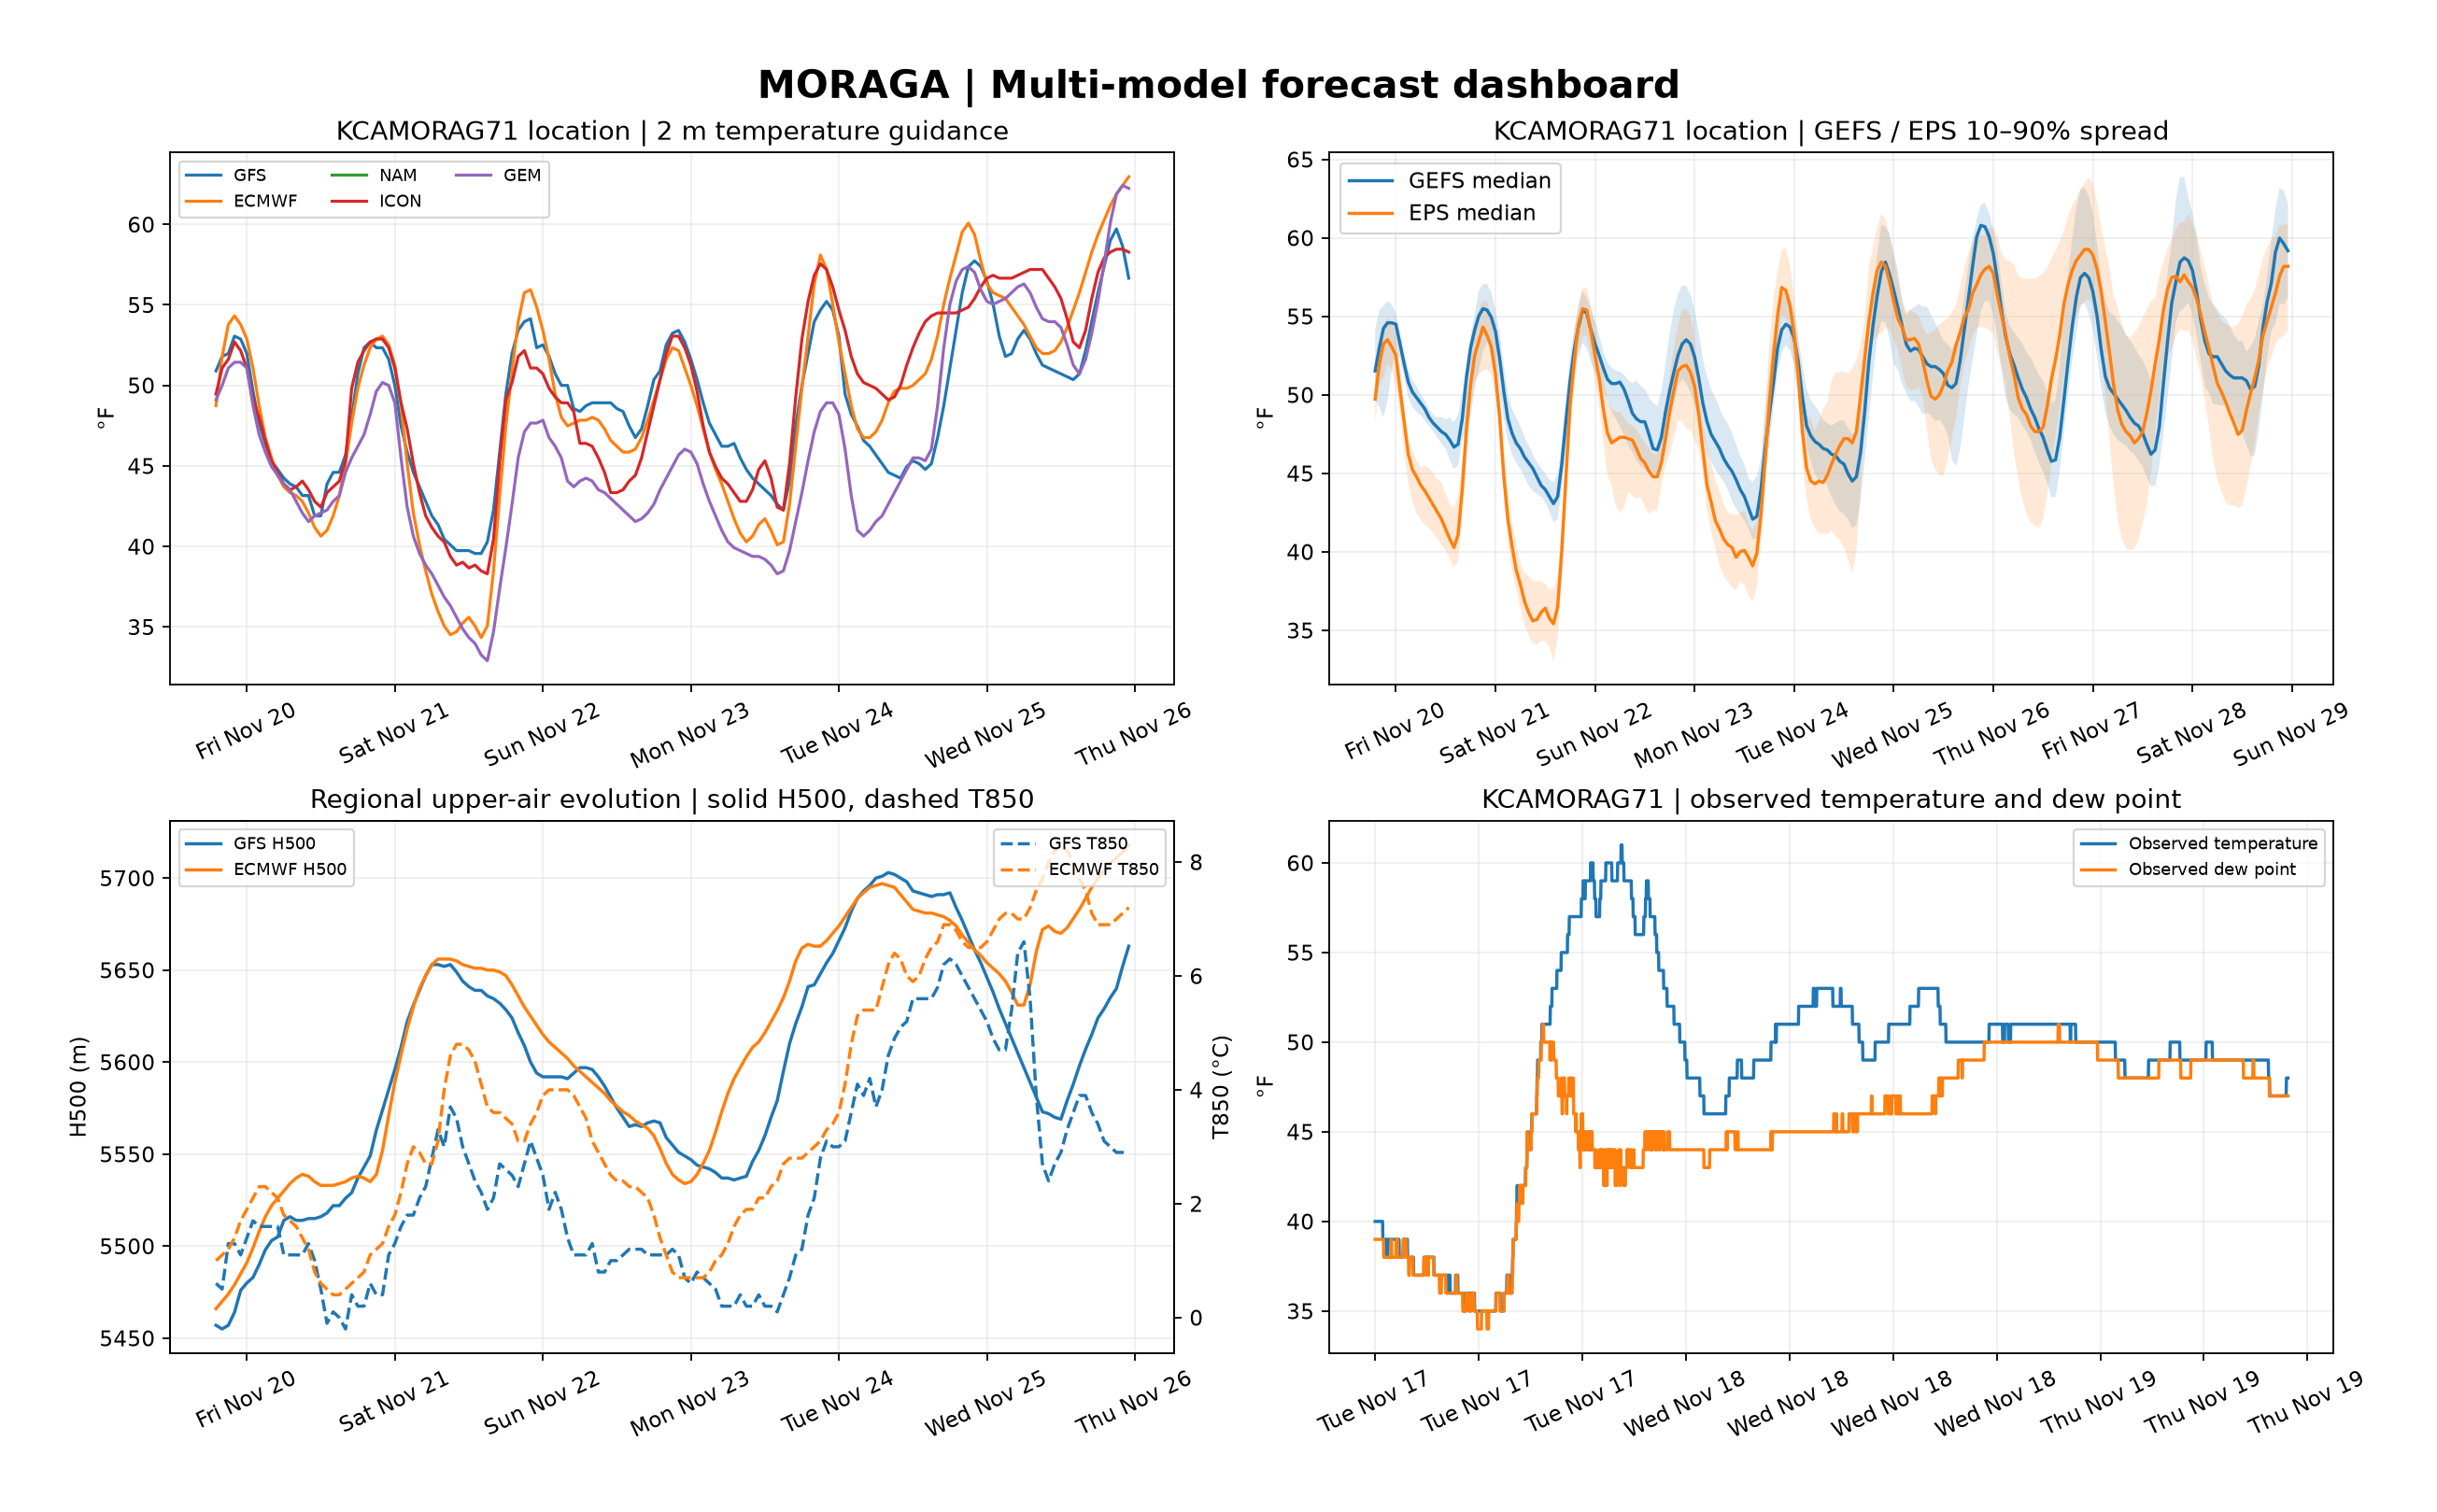 MORAGA | Multi-model forecast dashboard
KCAMORAG71 location | 2 m temperature guidance
GFS NAM GEM
ECMWF ICON
°F
60
55
50
45
40
35
Fri Nov 20 Sat Nov 21 Sun Nov 22 Mon Nov 23 Tue Nov 24 Wed Nov 25 Thu Nov 26
KCAMORAG71 location | GEFS / EPS 10–90% spread
GEFS median
EPS median
°F
65
60
55
50
45
40
35
Fri Nov 20 Sat Nov 21 Sun Nov 22 Mon Nov 23 Tue Nov 24 Wed Nov 25 Thu Nov 26 Fri Nov 27 Sat Nov 28 Sun Nov 29
Regional upper-air evolution | solid H500, dashed T850
GFS H500
ECMWF H500
GFS T850
ECMWF T850
H500 (m)
5700
5650
5600
5550
5500
5450
T850 (°C)
8
6
4
2
0
Fri Nov 20 Sat Nov 21 Sun Nov 22 Mon Nov 23 Tue Nov 24 Wed Nov 25 Thu Nov 26
KCAMORAG71 | observed temperature and dew point
Observed temperature
Observed dew point
°F
60
55
50
45
40
35
Tue Nov 17 Tue Nov 17 Tue Nov 17 Wed Nov 18 Wed Nov 18 Wed Nov 18 Wed Nov 18 Thu Nov 19 Thu Nov 19 Thu Nov 19